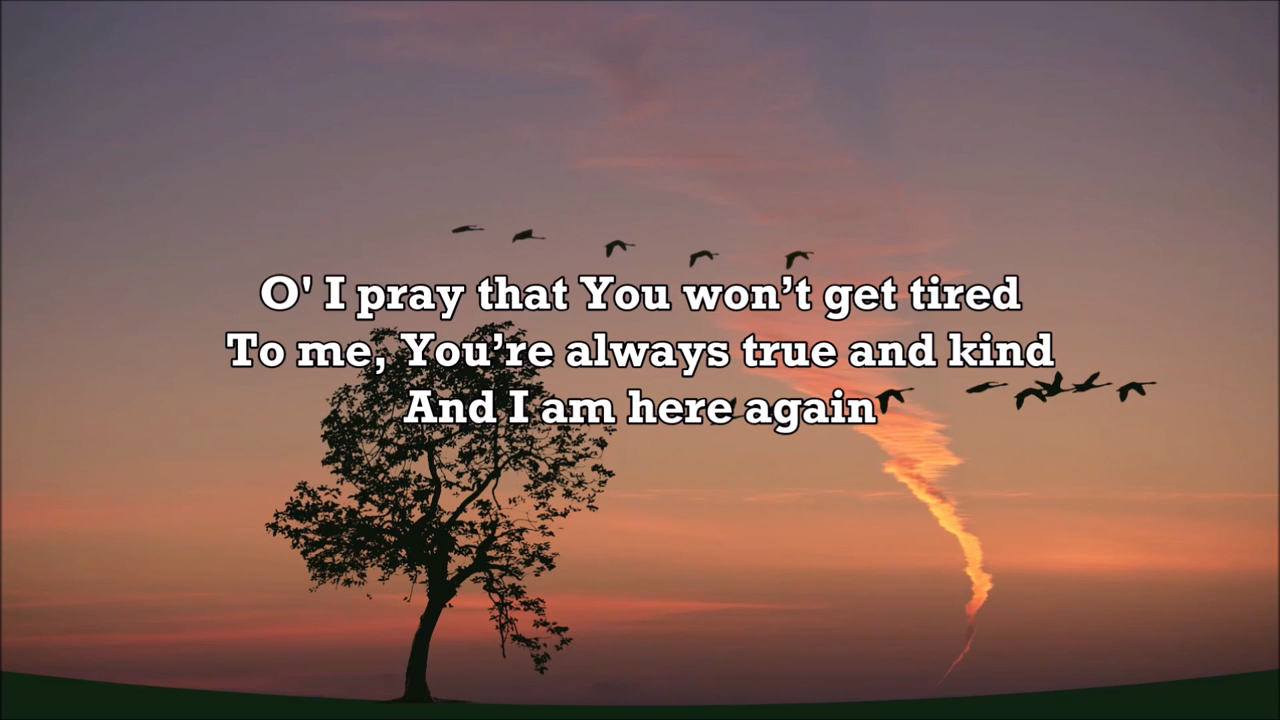 O' I pray that You won’t get tired
To me, You’re always true and kind
And I am here again